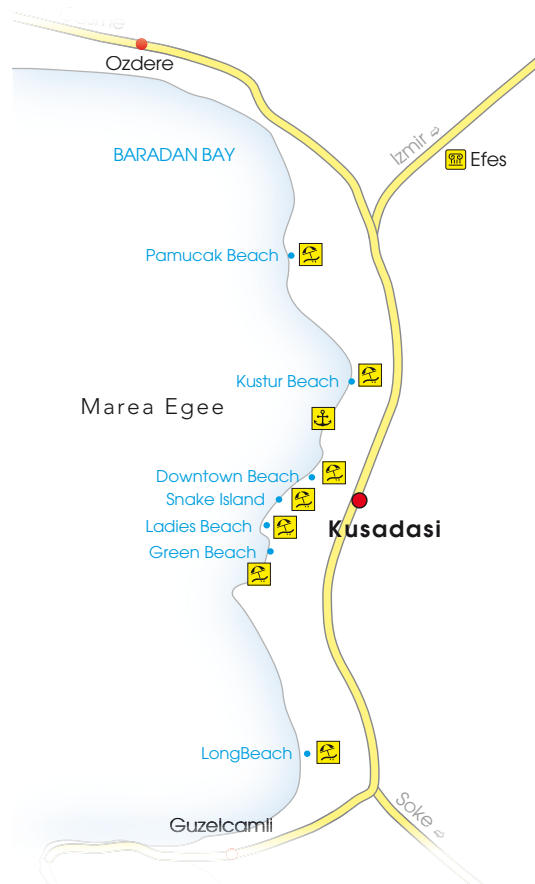 Ozdere
BARADAN BAY
Izmir
Efes
Pamucak Beach
Kustur Beach
Marea Egee
Downtown Beach
Snake Island
Ladies Beach
Kusadasi
Green Beach
LongBeach
Soke
Guzelcamli